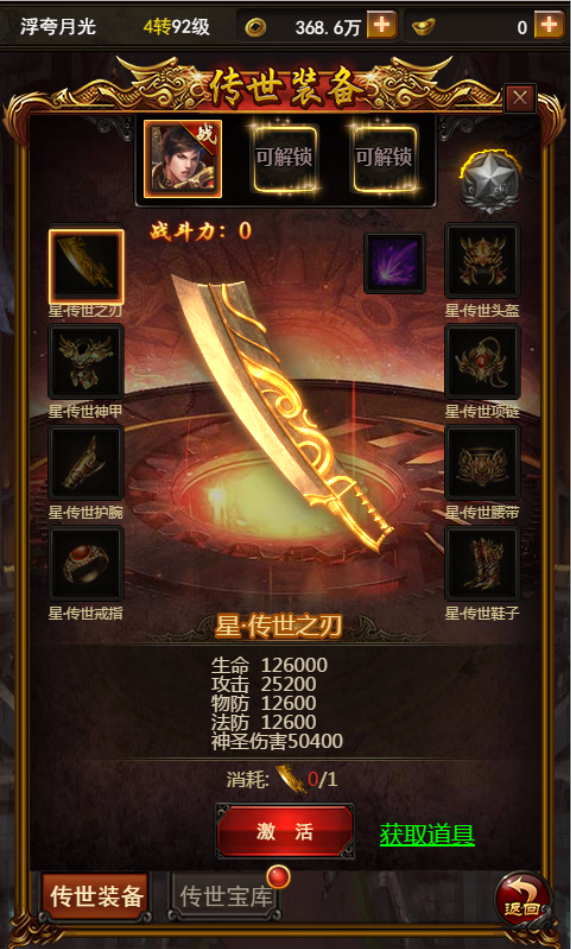 浮夸月光 4转92级 368.6万 0
传世装备
战 可解锁 可解锁
战斗力：0
星·传世之刃 星·传世头盔
星·传世神甲 星·传世项链
星·传世护腕 星·传世腰带
星·传世戒指 星·传世鞋子
星·传世之刃
生命 126000
攻击 25200
物防 12600
法防 12600
神圣伤害50400
消耗: 0/1
激 活 获取道具
传世装备 传世宝库 返回